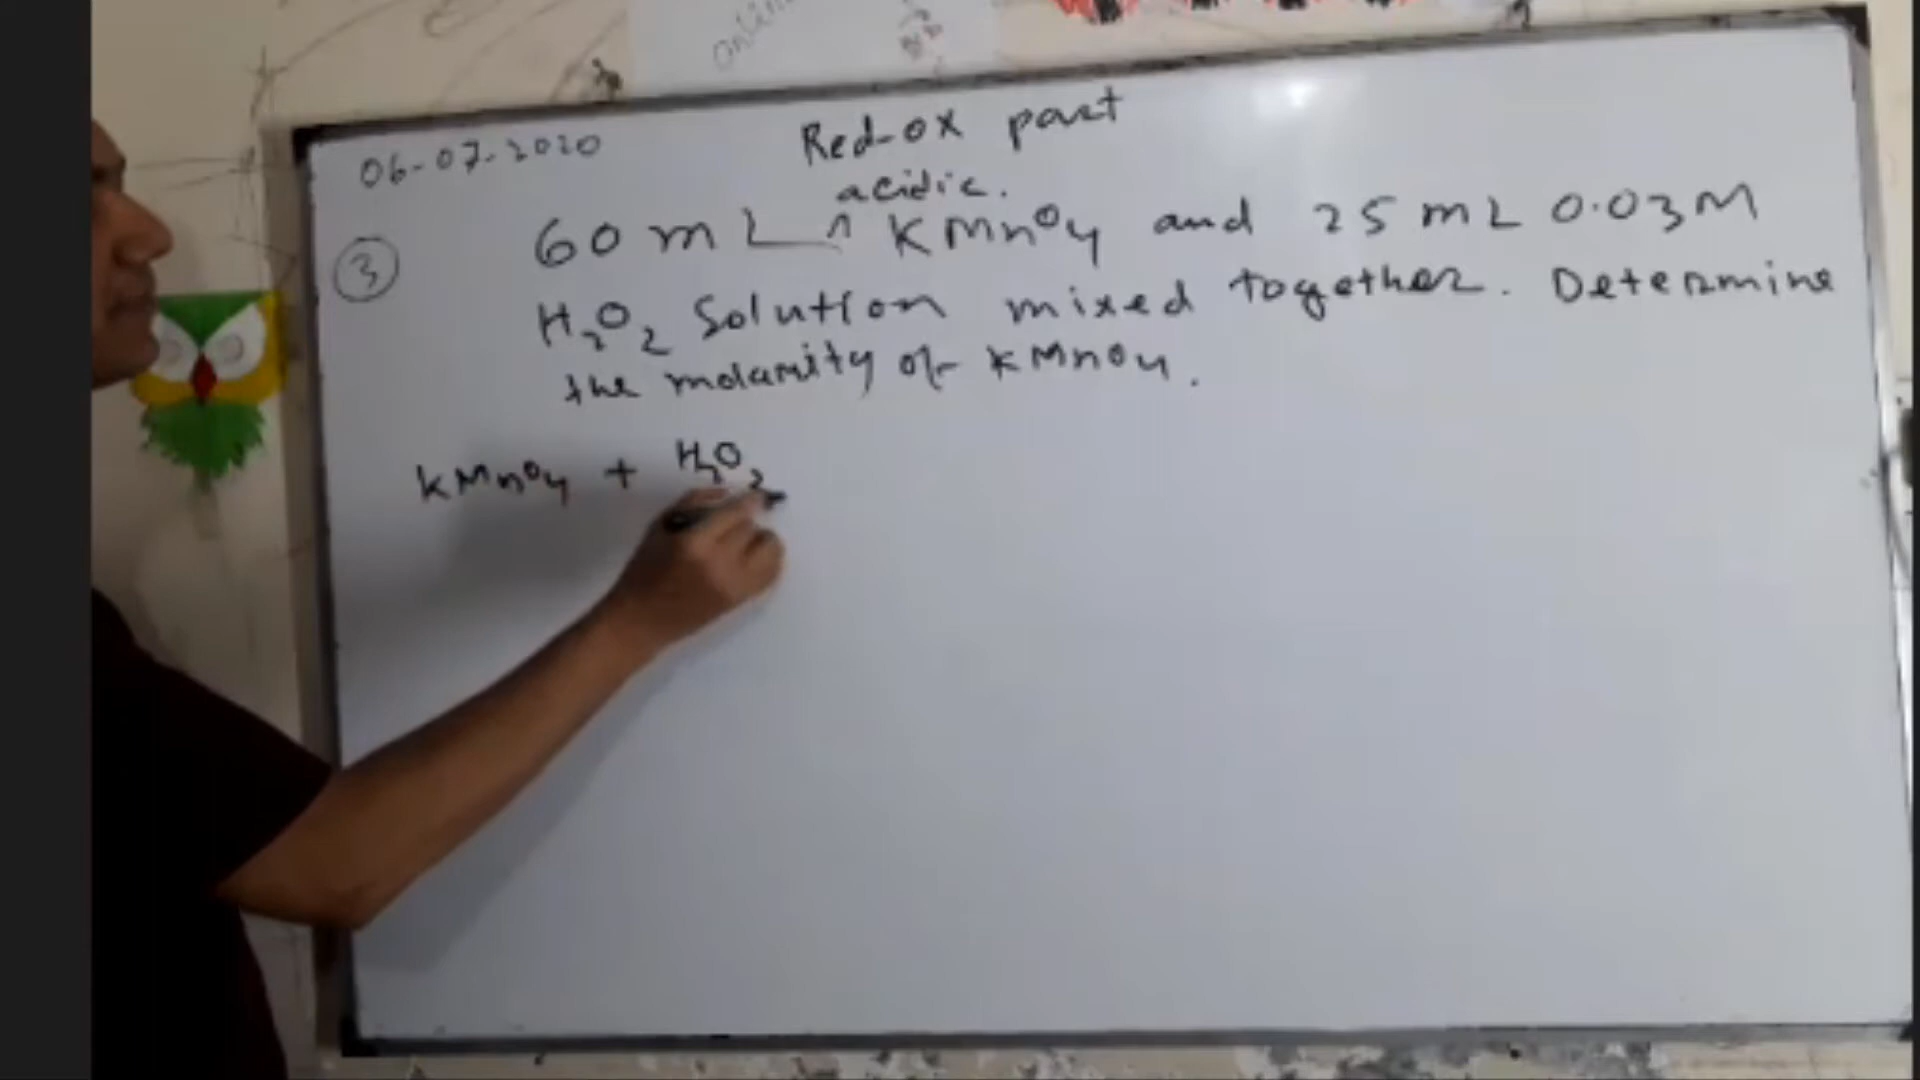 online
06-07-2020
Red-ox part
acidic.
③ 60 mL ^ KMnO4 and 25 mL 0.03M
H2O2 Solution mixed together. Determine
the molarity of KMnO4.
KMnO4 + H2O2